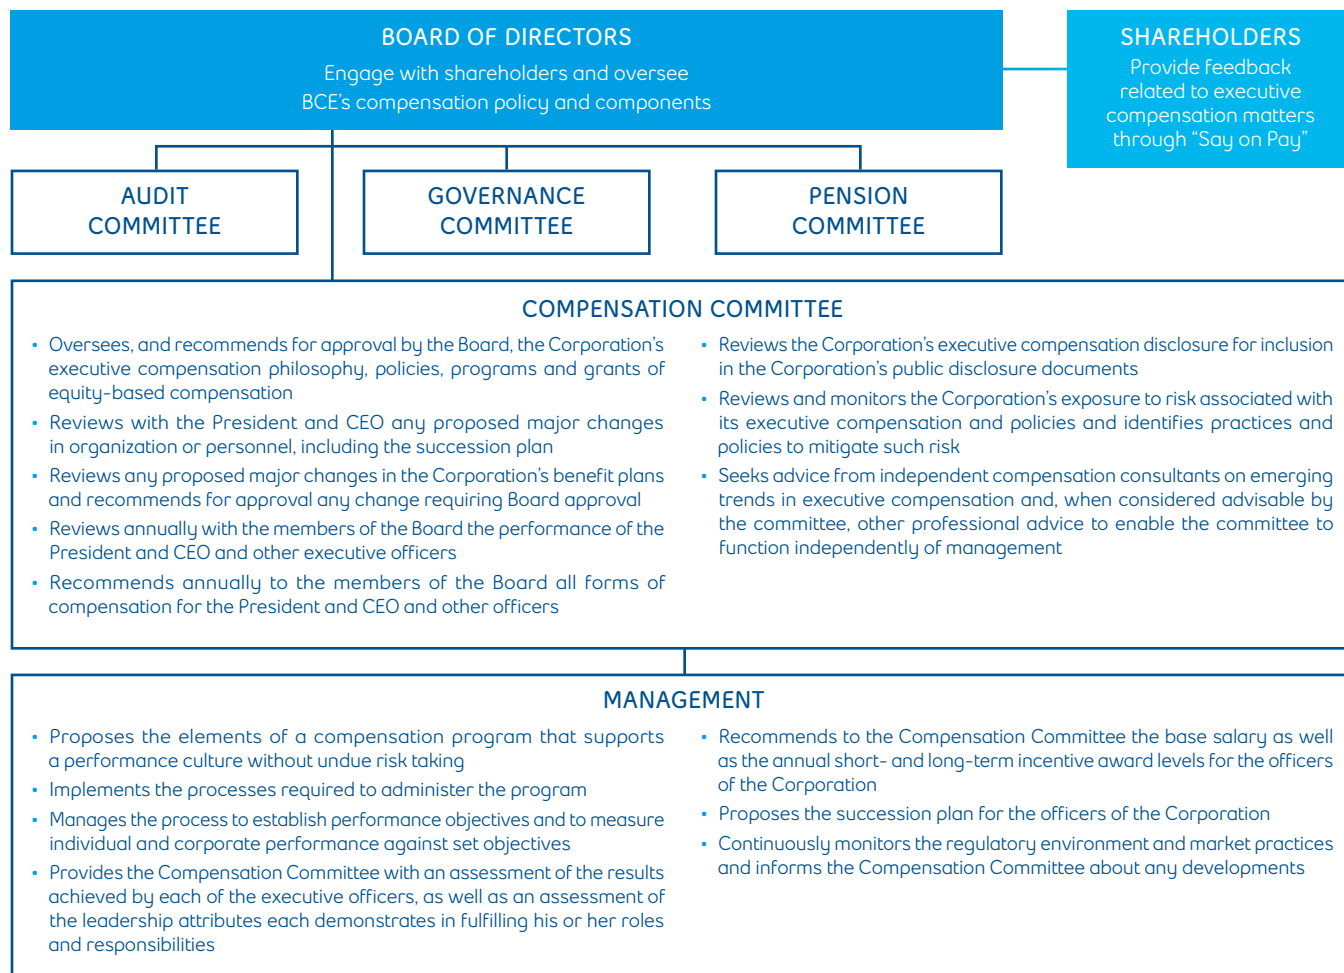 BOARD OF DIRECTORS
Engage with shareholders and oversee
BCE’s compensation policy and components
SHAREHOLDERS
Provide feedback
related to executive
compensation matters
through “Say on Pay”
AUDIT
COMMITTEE
GOVERNANCE
COMMITTEE
PENSION
COMMITTEE
COMPENSATION COMMITTEE
• Oversees, and recommends for approval by the Board, the Corporation’s
executive compensation philosophy, policies, programs and grants of
equity-based compensation
• Reviews with the President and CEO any proposed major changes
in organization or personnel, including the succession plan
• Reviews any proposed major changes in the Corporation’s benefit plans
and recommends for approval any change requiring Board approval
• Reviews annually with the members of the Board the performance of the
President and CEO and other executive officers
• Recommends annually to the members of the Board all forms of
compensation for the President and CEO and other officers
• Reviews the Corporation’s executive compensation disclosure for inclusion
in the Corporation’s public disclosure documents
• Reviews and monitors the Corporation’s exposure to risk associated with
its executive compensation and policies and identifies practices and
policies to mitigate such risk
• Seeks advice from independent compensation consultants on emerging
trends in executive compensation and, when considered advisable by
the committee, other professional advice to enable the committee to
function independently of management
MANAGEMENT
• Proposes the elements of a compensation program that supports
a performance culture without undue risk taking
• Implements the processes required to administer the program
• Manages the process to establish performance objectives and to measure
individual and corporate performance against set objectives
• Provides the Compensation Committee with an assessment of the results
achieved by each of the executive officers, as well as an assessment of
the leadership attributes each demonstrates in fulfilling his or her roles
and responsibilities
• Recommends to the Compensation Committee the base salary as well
as the annual short- and long-term incentive award levels for the officers
of the Corporation
• Proposes the succession plan for the officers of the Corporation
• Continuously monitors the regulatory environment and market practices
and informs the Compensation Committee about any developments